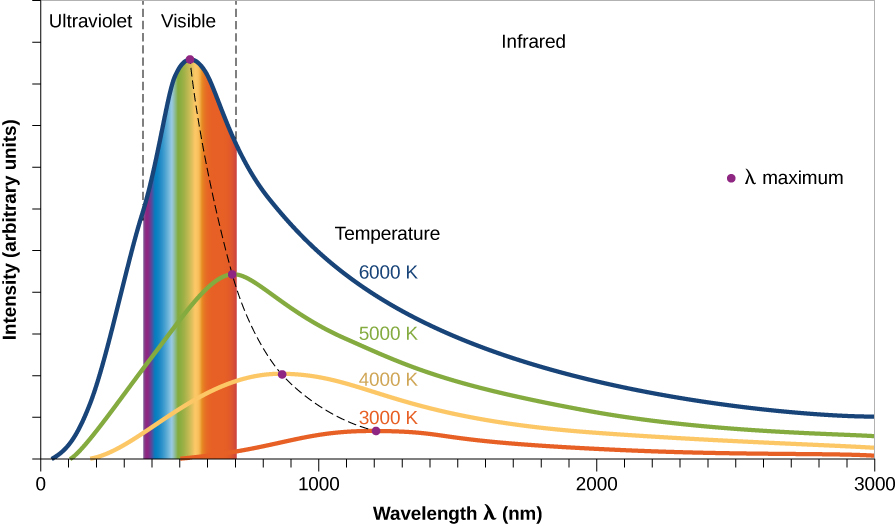 Ultraviolet
Visible
Infrared
λ maximum
Temperature
6000 K
5000 K
4000 K
3000 K
Intensity (arbitrary units)
0
1000
2000
3000
Wavelength λ (nm)